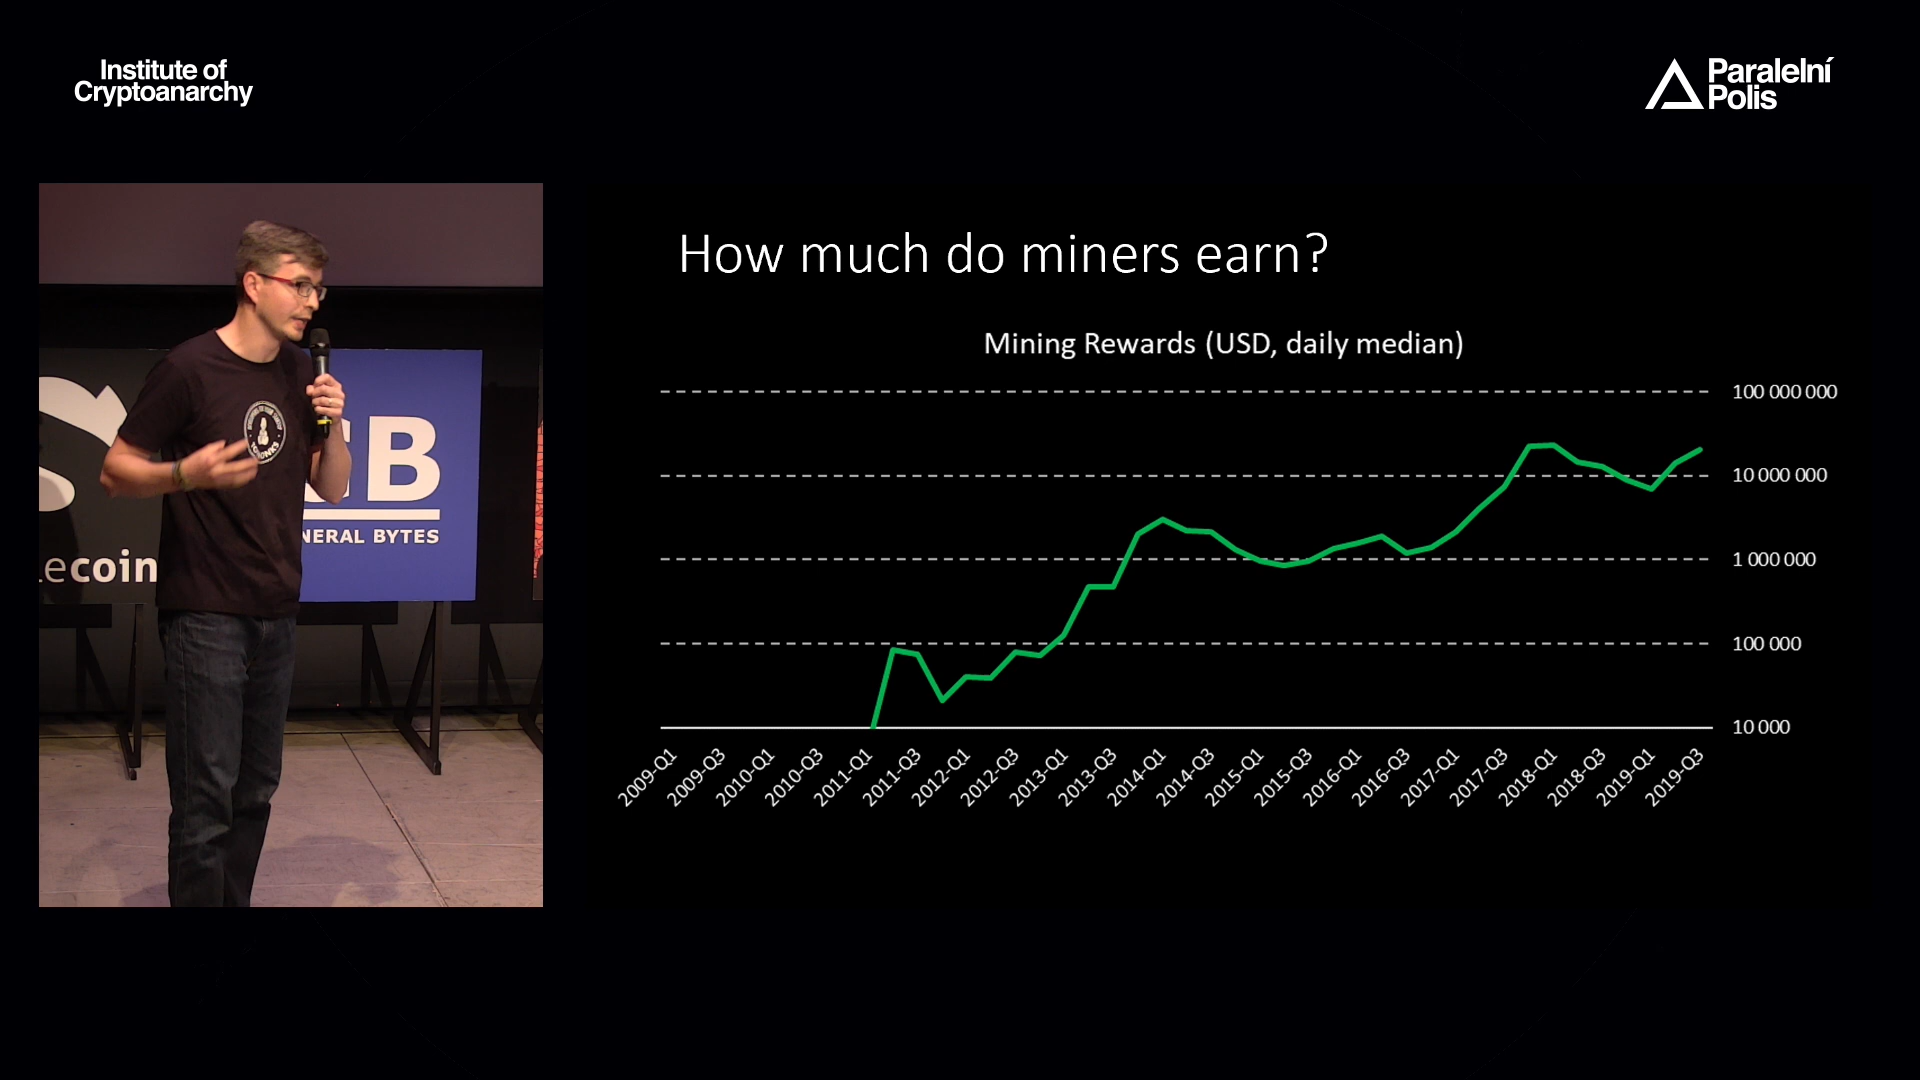 Institute of
Cryptoanarchy
Paralelní
Polis
How much do miners earn?
Mining Rewards (USD, daily median)
100 000 000
10 000 000
1 000 000
100 000
10 000
2009-Q1
2009-Q3
2010-Q1
2010-Q3
2011-Q1
2011-Q3
2012-Q1
2012-Q3
2013-Q1
2013-Q3
2014-Q1
2014-Q3
2015-Q1
2015-Q3
2016-Q1
2016-Q3
2017-Q1
2017-Q3
2018-Q1
2018-Q3
2019-Q1
2019-Q3
GB
NERAL BYTES
ecoin